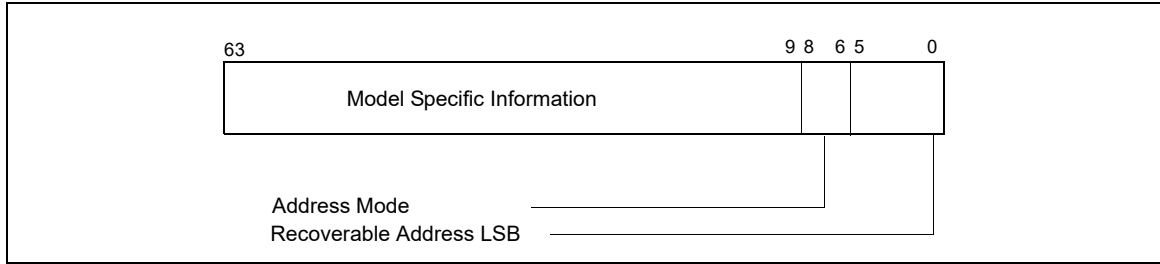 63 9 8 6 5 0
Model Specific Information
Address Mode
Recoverable Address LSB